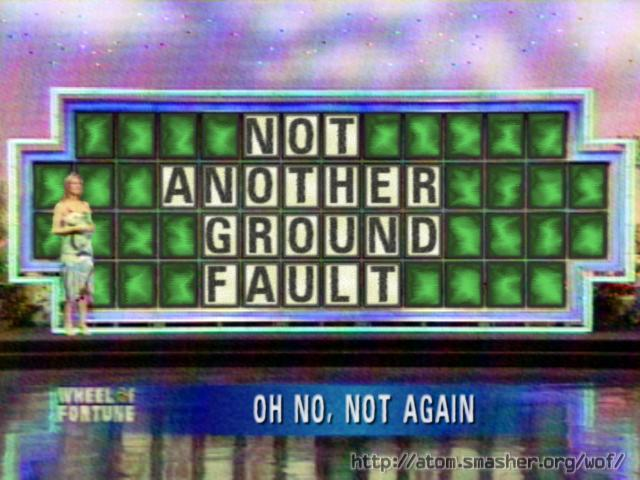 NOT
ANOTHER
GROUND
FAULT
WHEEL OF
FORTUNE
OH NO, NOT AGAIN
http://atom.smasher.org/wof/